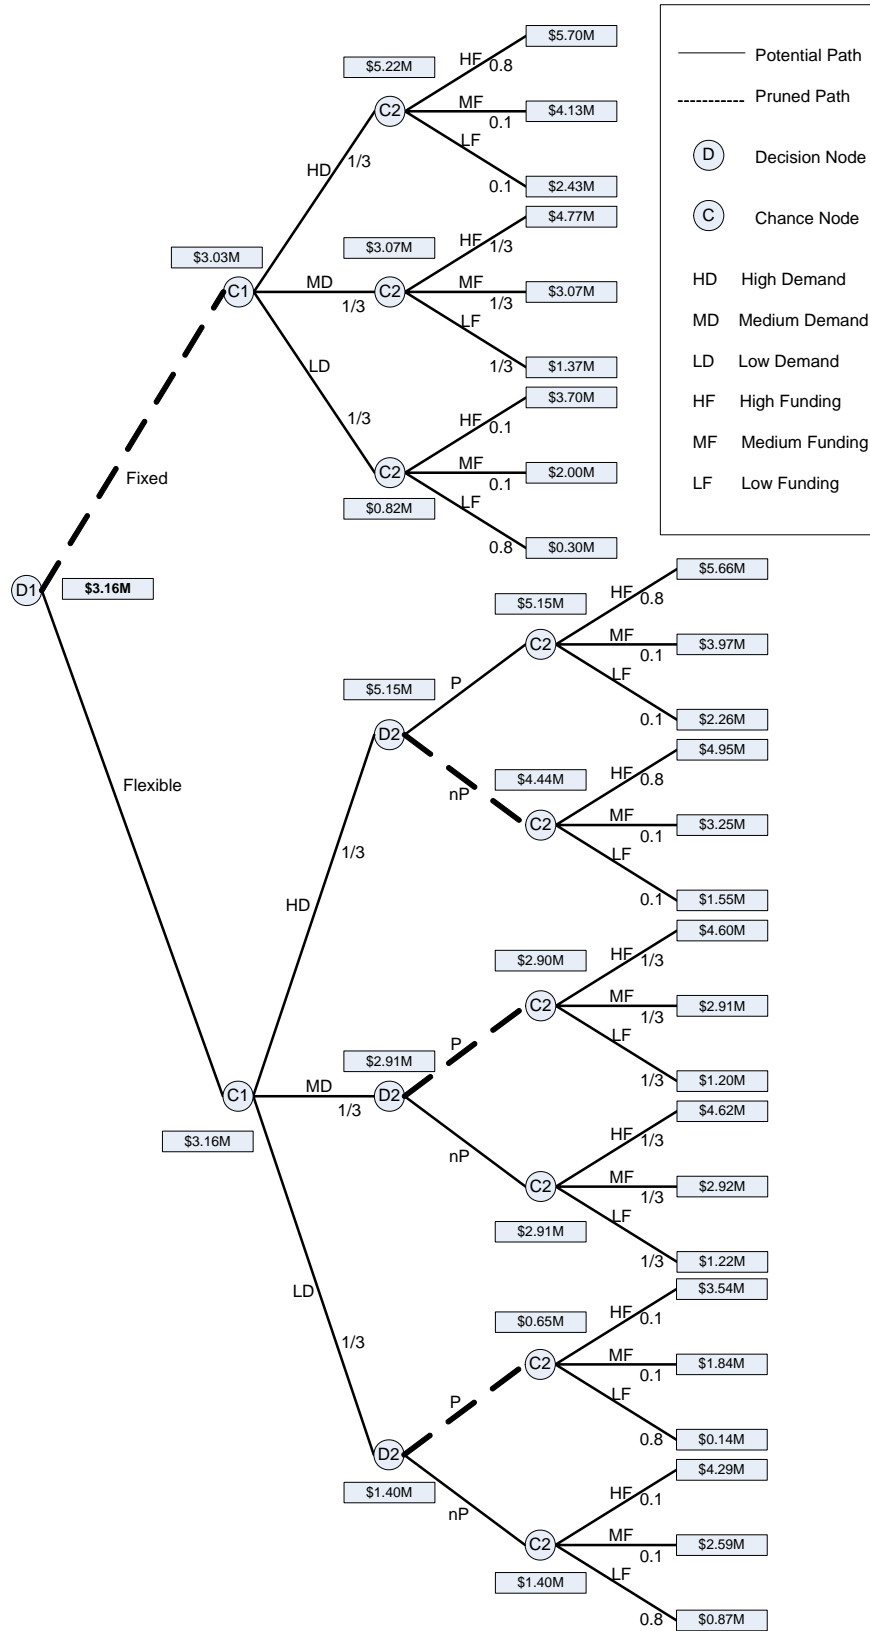 $5.70M
HF 0.8
$5.22M
C2
MF
0.1
$4.13M
LF
0.1
$2.43M
HD 1/3
$4.77M
HF 1/3
$3.07M
$3.03M
C1
MD
1/3
C2
MF
1/3
$3.07M
LF
1/3
$1.37M
LD
1/3
$3.70M
HF 0.1
C2
MF
0.1
$2.00M
$0.82M
LF
0.8
$0.30M
Fixed
D1
$3.16M
Potential Path
Pruned Path
D Decision Node
C Chance Node
HD High Demand
MD Medium Demand
LD Low Demand
HF High Funding
MF Medium Funding
LF Low Funding
$5.66M
HF 0.8
$5.15M
C2
MF
0.1
$3.97M
LF
0.1
$2.26M
P
$5.15M
D2
nP
$4.95M
HF 0.8
$4.44M
C2
MF
0.1
$3.25M
LF
0.1
$1.55M
Flexible
HD
1/3
$4.60M
HF 1/3
$2.90M
C2
MF
1/3
$2.91M
LF
1/3
$1.20M
P
$2.91M
C1
$3.16M
MD
1/3
D2
nP
$4.62M
HF 1/3
C2
MF
1/3
$2.92M
$2.91M
LF
1/3
$1.22M
LD
1/3
$3.54M
HF 0.1
$0.65M
C2
MF
0.1
$1.84M
LF
0.8
$0.14M
P
D2
$1.40M
nP
$4.29M
HF 0.1
C2
MF
0.1
$2.59M
$1.40M
LF
0.8
$0.87M